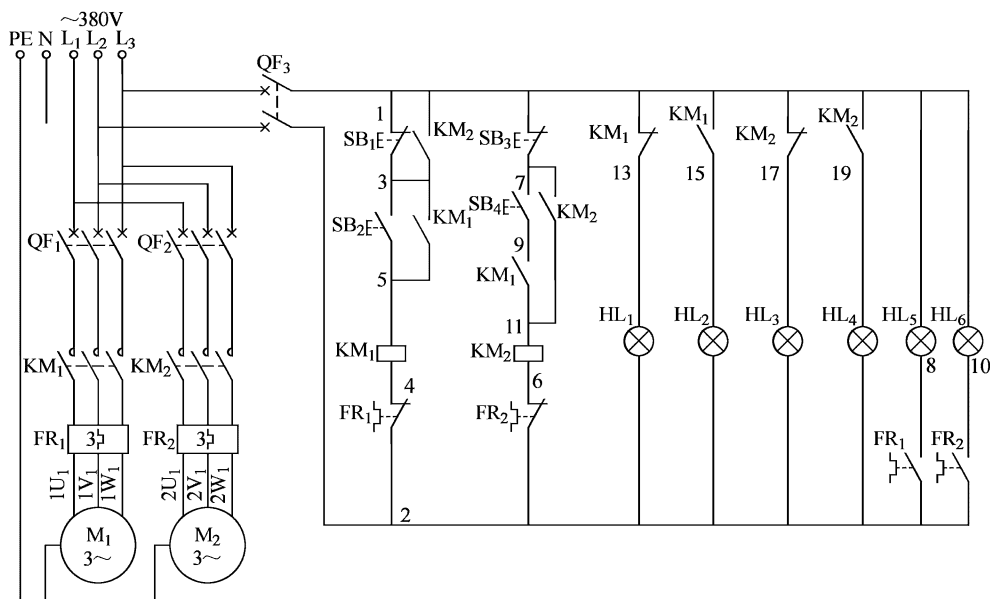 ~380V
PE N L₁ L₂ L₃
QF₃
1
SB₁ KM₂ SB₃ KM₁ KM₁ KM₂ KM₂
3 7 13 15 17 19
SB₂ KM₁ SB₄ KM₂
QF₁ QF₂
5 9
KM₁
11
HL₁ HL₂ HL₃ HL₄ HL₅ HL₆
KM₁ KM₂ KM₁ KM₂
4 6 8 10
FR₁ FR₂
FR₁ 3 FR₂ 3 FR₁ FR₂
1U₁ 1V₁ 1W₁ 2U₁ 2V₁ 2W₁
2
M₁ M₂
3~ 3~